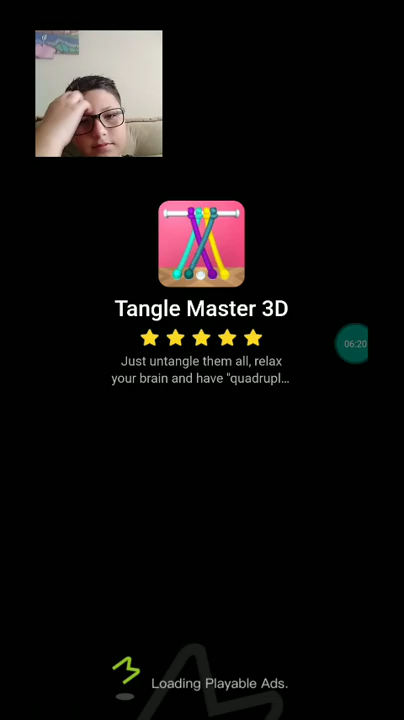 Tangle Master 3D
06:20
Just untangle them all, relax
your brain and have "quadrupl...
Loading Playable Ads.